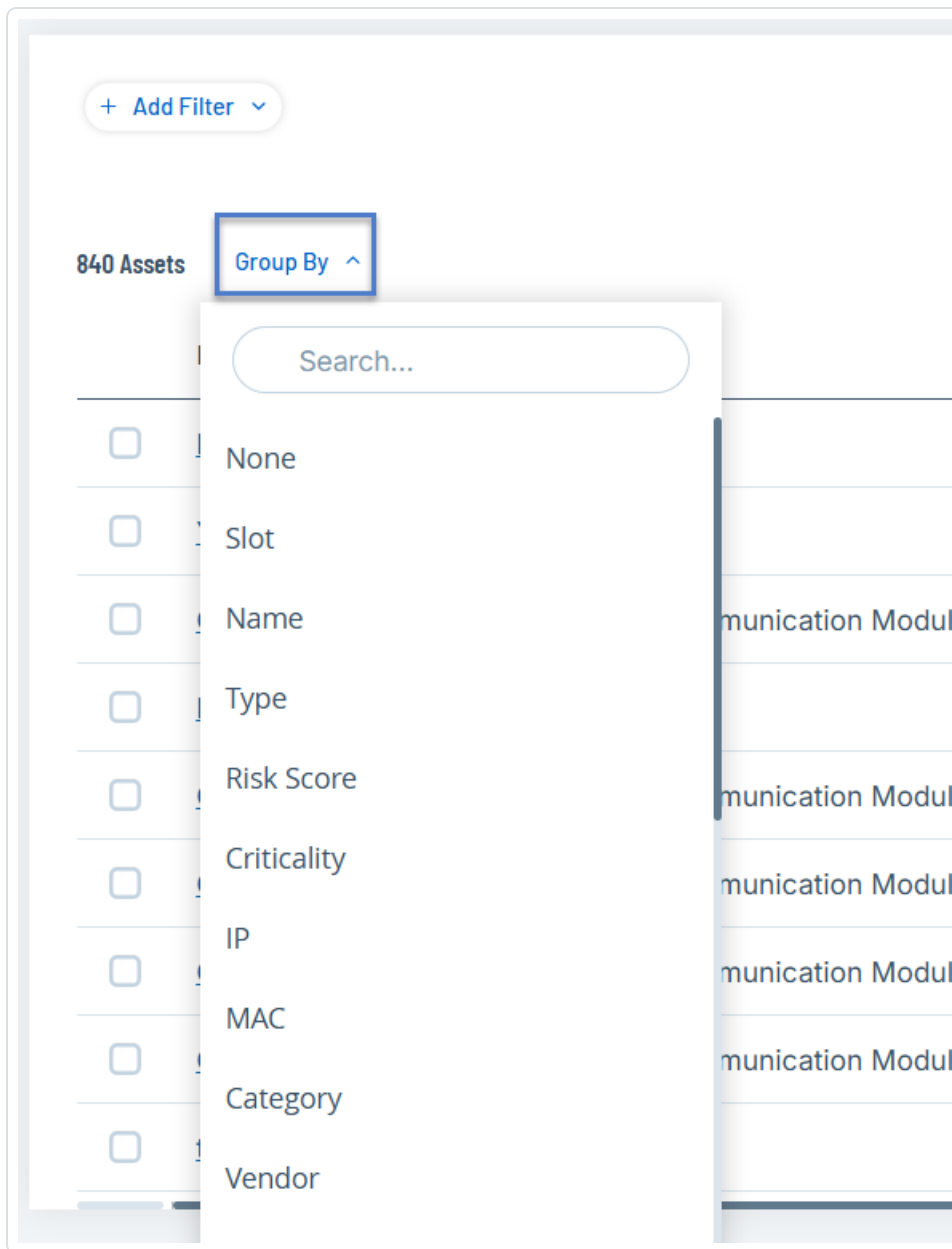 + Add Filter
840 Assets Group By
Search...
None
Slot
Name
munication Modul
Type
Risk Score
munication Modul
Criticality
munication Modul
IP
munication Modul
MAC
munication Modul
Category
Vendor